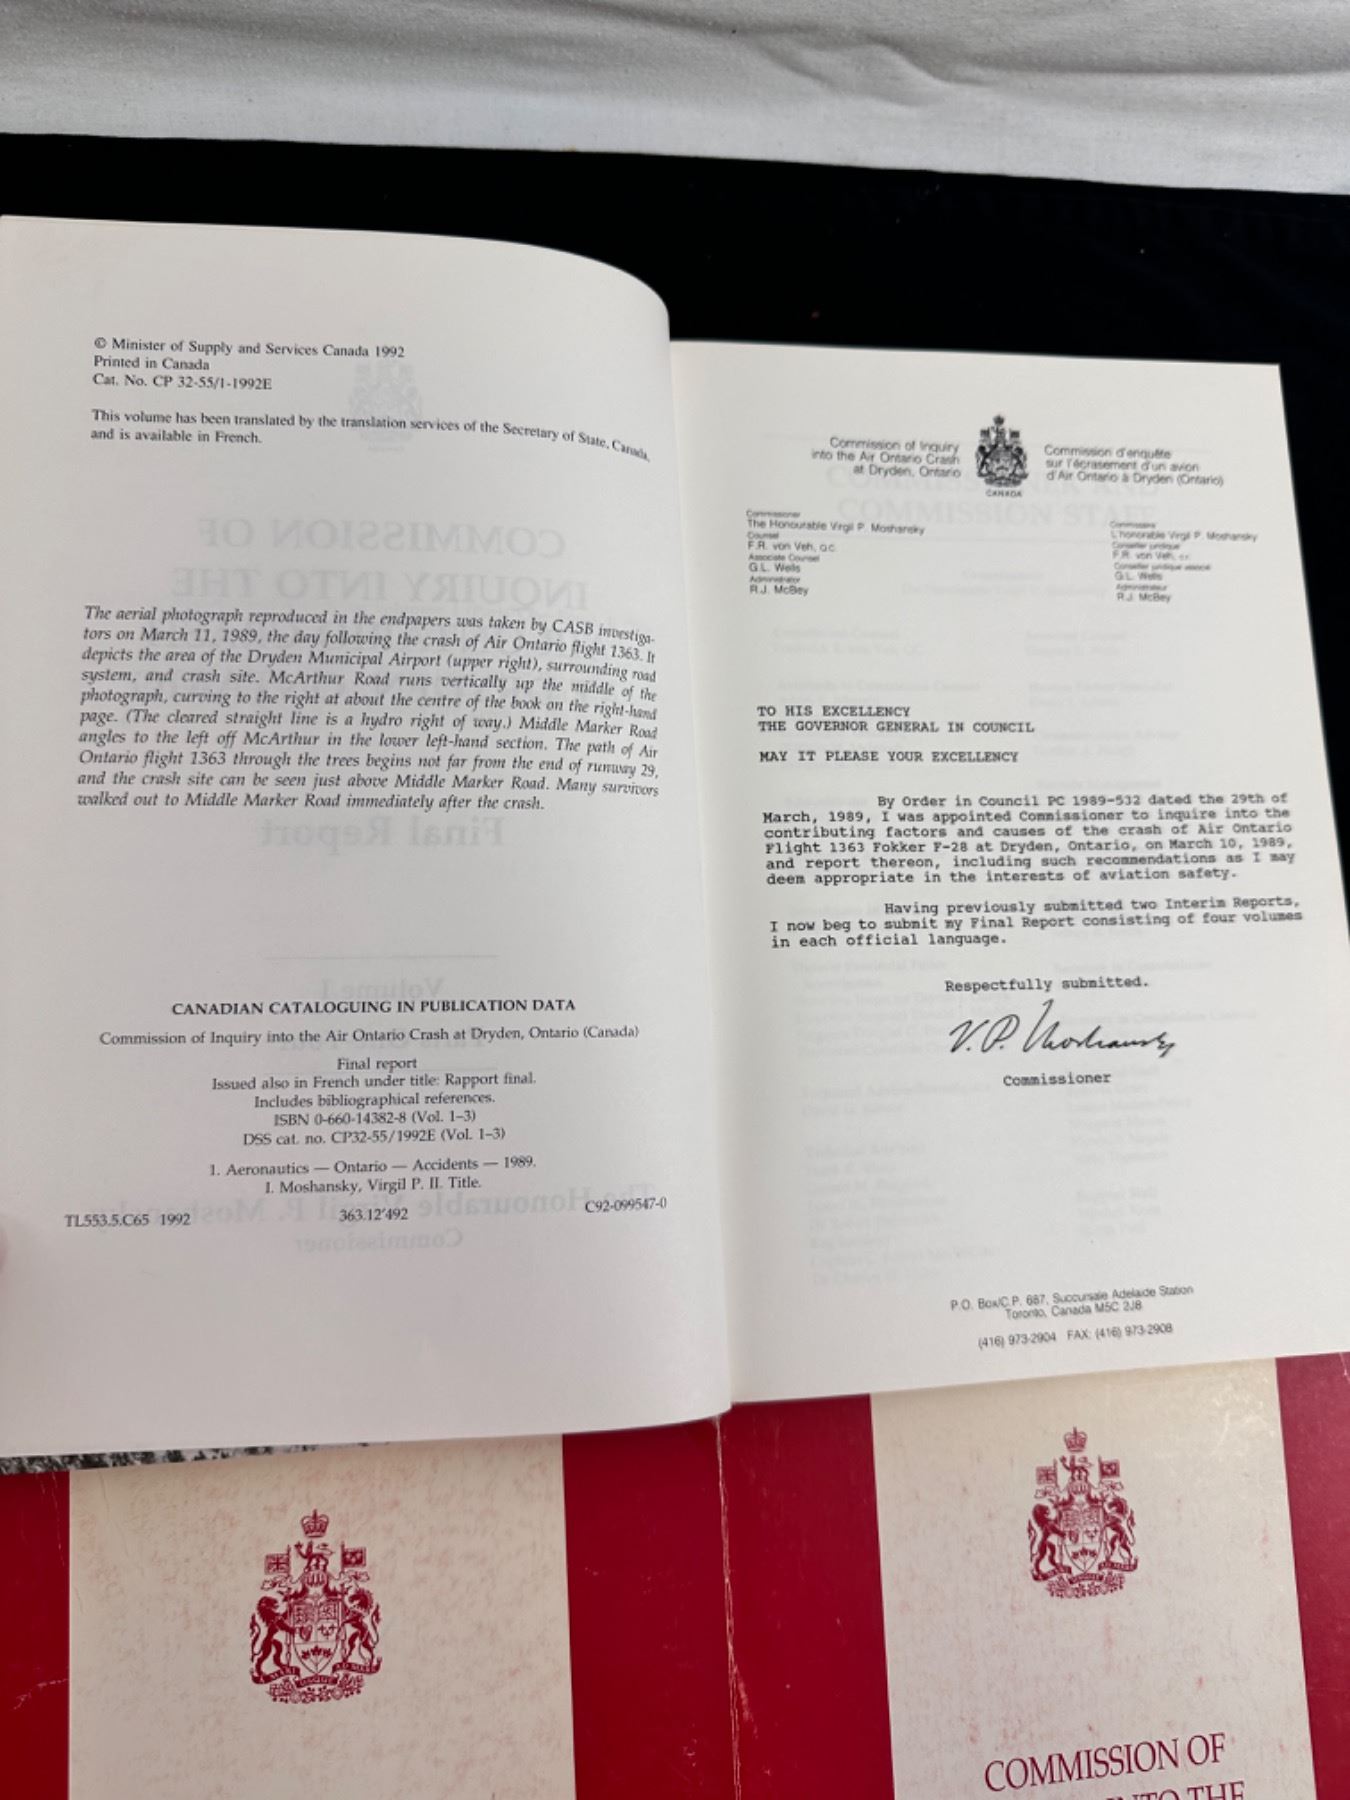 © Minister of Supply and Services Canada 1992
Printed in Canada
Cat. No. CP 32-55/1-1992E
This volume has been translated by the translation services of the Secretary of State, Canada,
and is available in French.
The aerial photograph reproduced in the endpapers was taken by CASB investiga-
tors on March 11, 1989, the day following the crash of Air Ontario flight 1363. It
depicts the area of the Dryden Municipal Airport (upper right), surrounding road
system, and crash site. McArthur Road runs vertically up the middle of the
photograph, curving to the right at about the centre of the book on the right-hand
page. (The cleared straight line is a hydro right of way.) Middle Marker Road
angles to the left off McArthur in the lower left-hand section. The path of Air
Ontario flight 1363 through the trees begins not far from the end of runway 29,
and the crash site can be seen just above Middle Marker Road. Many survivors
walked out to Middle Marker Road immediately after the crash.
CANADIAN CATALOGUING IN PUBLICATION DATA
Commission of Inquiry into the Air Ontario Crash at Dryden, Ontario (Canada)
Final report
Issued also in French under title: Rapport final.
Includes bibliographical references.
ISBN 0-660-14382-8 (Vol. 1–3)
DSS cat. no. CP32-55/1992E (Vol. 1–3)
1. Aeronautics — Ontario — Accidents — 1989.
I. Moshansky, Virgil P. II. Title.
TL553.5.C65 1992 363.12'492 C92-099547-0
Commission of Inquiry
into the Air Ontario Crash
at Dryden, Ontario
CANADA
Commission d'enquête
sur l'écrasement d'un avion
d'Air Ontario à Dryden (Ontario)
Commissioner
The Honourable Virgil P. Moshansky
Counsel
F.R. von Veh, Q.C.
Associate Counsel
G.L. Wells
Administrator
R.J. McBey
Commissaire
L'honorable Virgil P. Moshansky
Conseiller juridique
F.R. von Veh, c.r.
Conseiller juridique associé
G.L. Wells
Administrateur
R.J. McBey
TO HIS EXCELLENCY
THE GOVERNOR GENERAL IN COUNCIL
MAY IT PLEASE YOUR EXCELLENCY
By Order in Council PC 1989-532 dated the 29th of
March, 1989, I was appointed Commissioner to inquire into the
contributing factors and causes of the crash of Air Ontario
Flight 1363 Fokker F-28 at Dryden, Ontario, on March 10, 1989,
and report thereon, including such recommendations as I may
deem appropriate in the interests of aviation safety.
Having previously submitted two Interim Reports,
I now beg to submit my Final Report consisting of four volumes
in each official language.
Respectfully submitted.
V. P. Moshansky
Commissioner
P.O. Box/C.P. 687, Succursale Adelaide Station
Toronto, Canada M5C 2J8
(416) 973-2904 FAX: (416) 973-2908
COMMISSION OF
INTO THE